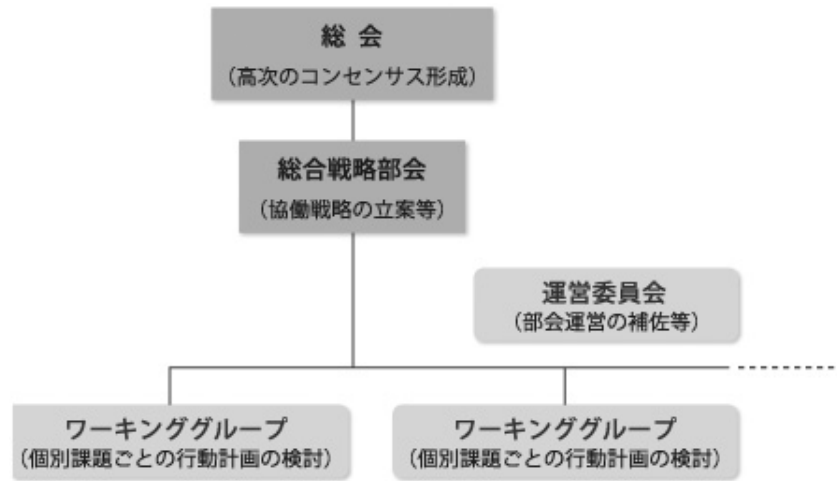 総 会
（高次のコンセンサス形成）
総合戦略部会
（協働戦略の立案等）
運営委員会
（部会運営の補佐等）
ワーキンググループ
（個別課題ごとの行動計画の検討）
ワーキンググループ
（個別課題ごとの行動計画の検討）